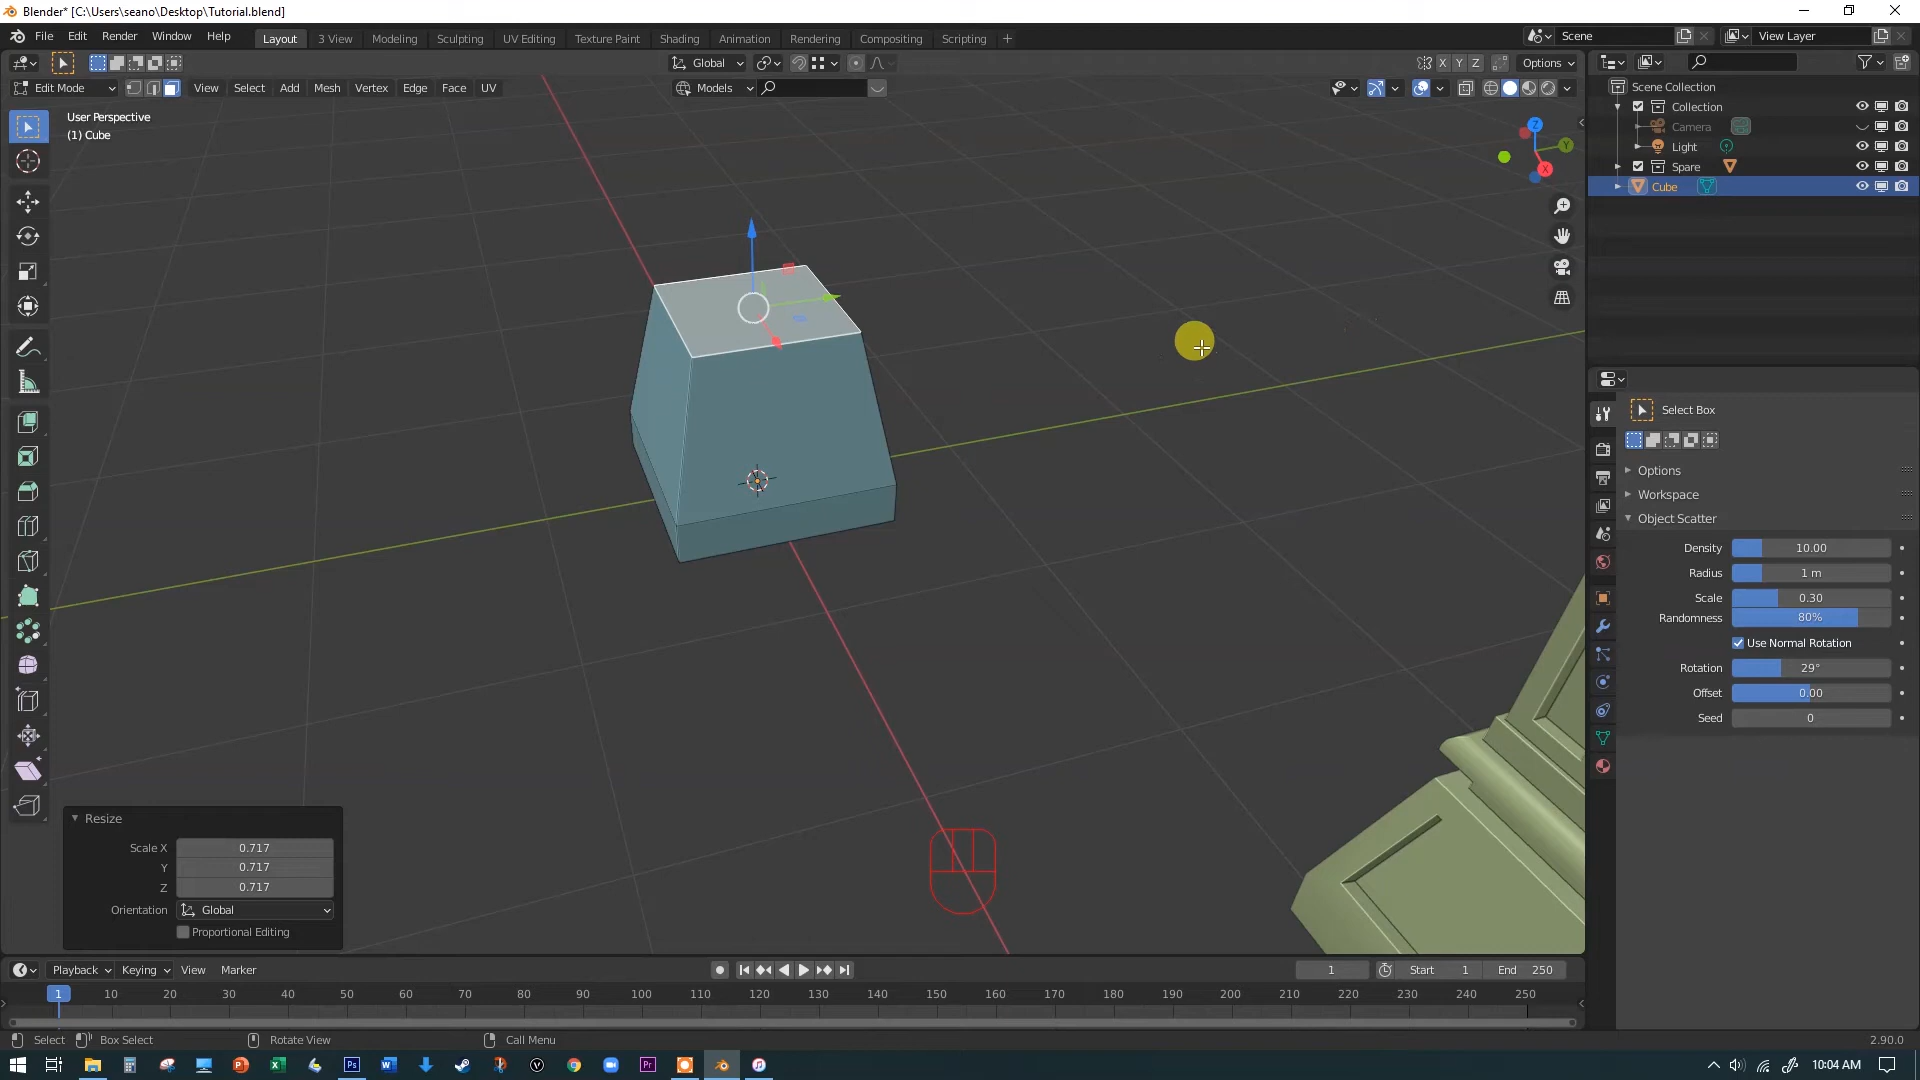 Blender* [C:\Users\seano\Desktop\Tutorial.blend]
File Edit Render Window Help Layout 3 View Modeling Sculpting UV Editing Texture Paint Shading Animation Rendering Compositing Scripting + Scene View Layer
Global X Y Z Options
Edit Mode View Select Add Mesh Vertex Edge Face UV Models
User Perspective
(1) Cube
Z
Y
X
Scene Collection
Collection
Camera
Light
Spare
Cube
Select Box
Options
Workspace
Object Scatter
Density 10.00
Radius 1 m
Scale 0.30
Randomness 80%
Use Normal Rotation
Rotation 29°
Offset 0.00
Seed 0
Resize
Scale X 0.717
Y 0.717
Z 0.717
Orientation Global
Proportional Editing
Playback Keying View Marker 1 Start 1 End 250
1 10 20 30 40 50 60 70 80 90 100 110 120 130 140 150 160 170 180 190 200 210 220 230 240 250
Select Box Select Rotate View Call Menu 2.90.0
10:04 AM